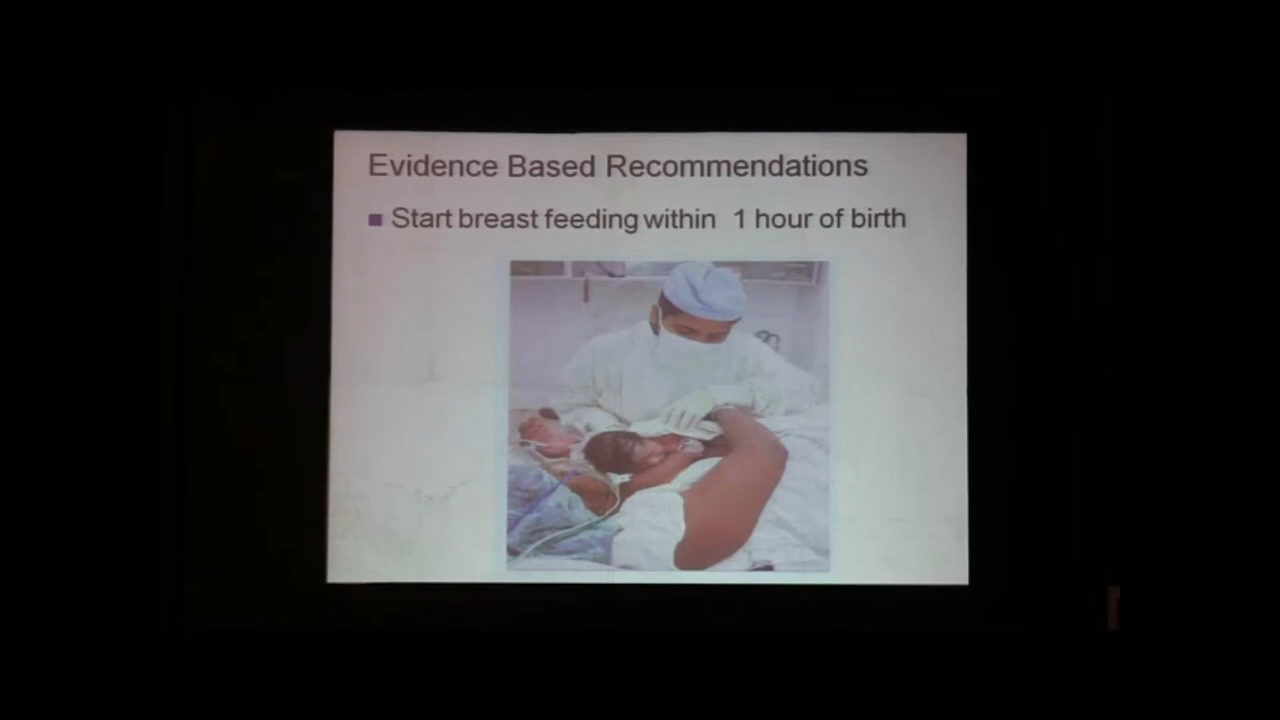 Evidence Based Recommendations
Start breast feeding within 1 hour of birth